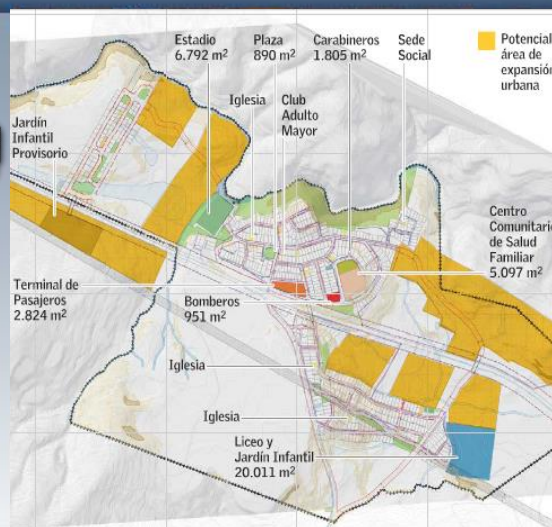 Estadio
6.792 m²
Plaza
890 m²
Carabineros
1.805 m²
Sede
Social
Potencial
área de
expansión
urbana
Iglesia
Club
Adulto
Mayor
Jardín
Infantil
Provisorio
Centro
Comunitario
de Salud
Familiar
5.097 m²
Terminal de
Pasajeros
2.824 m²
Bomberos
951 m²
Iglesia
Iglesia
Liceo y
Jardín Infantil
20.011 m²